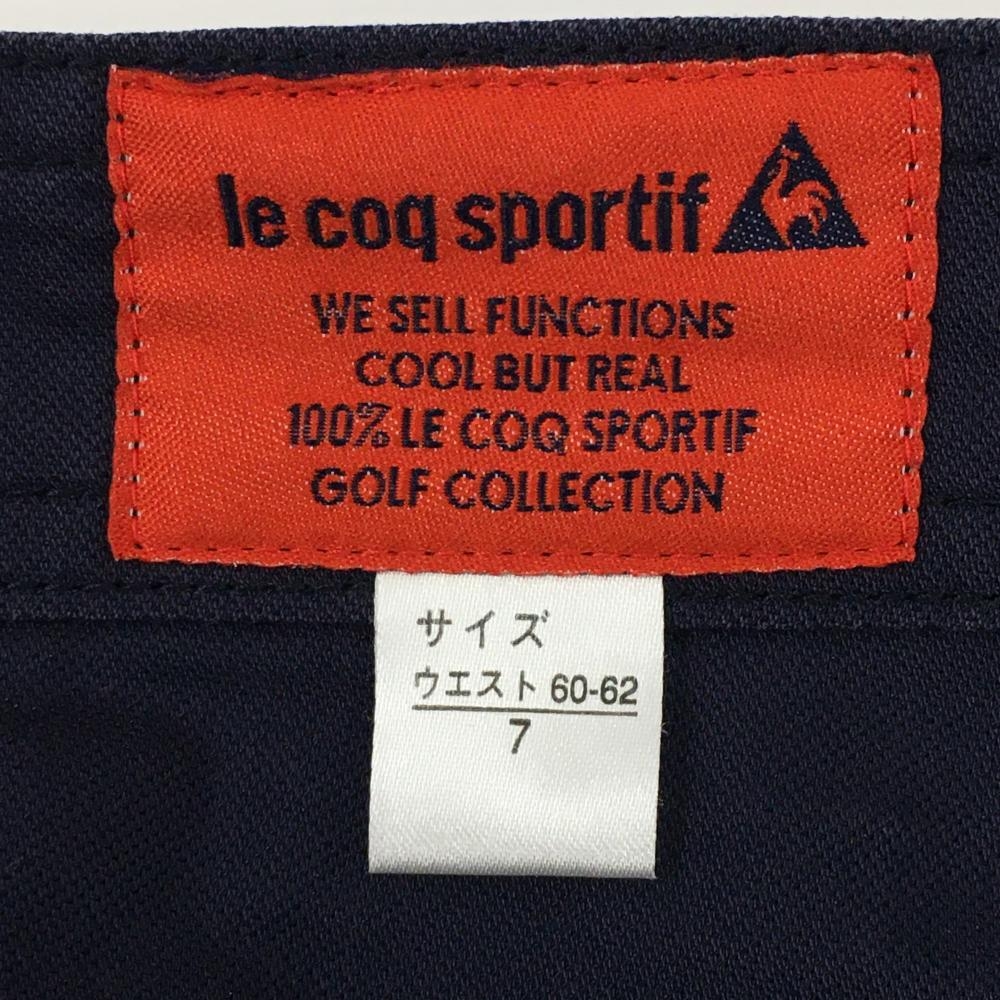 le coq sportif
WE SELL FUNCTIONS
COOL BUT REAL
100% LE COQ SPORTIF
GOLF COLLECTION
サイズ
ウエスト 60-62
7